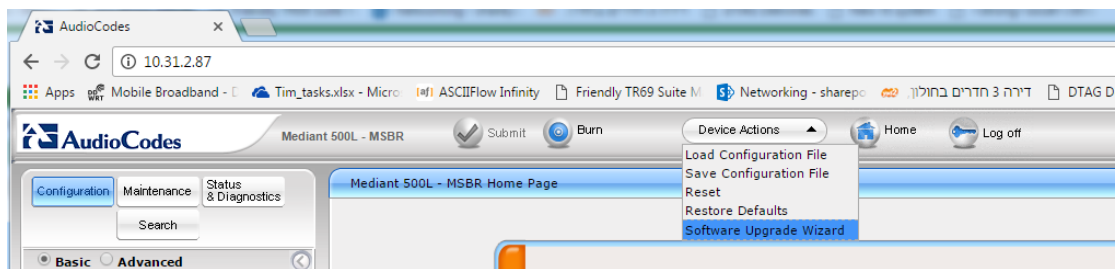 AudioCodes
10.31.2.87
Apps Mobile Broadband - Tim_tasks.xlsx - Micro ASCIIFlow Infinity Friendly TR69 Suite M Networking - sharepo דירה 3 חדרים בחולון, DTAG D
AudioCodes Mediant 500L - MSBR Submit Burn Device Actions Home Log off
Load Configuration File
Save Configuration File
Reset
Restore Defaults
Software Upgrade Wizard
Configuration Maintenance Status & Diagnostics
Search
Mediant 500L - MSBR Home Page
Basic Advanced